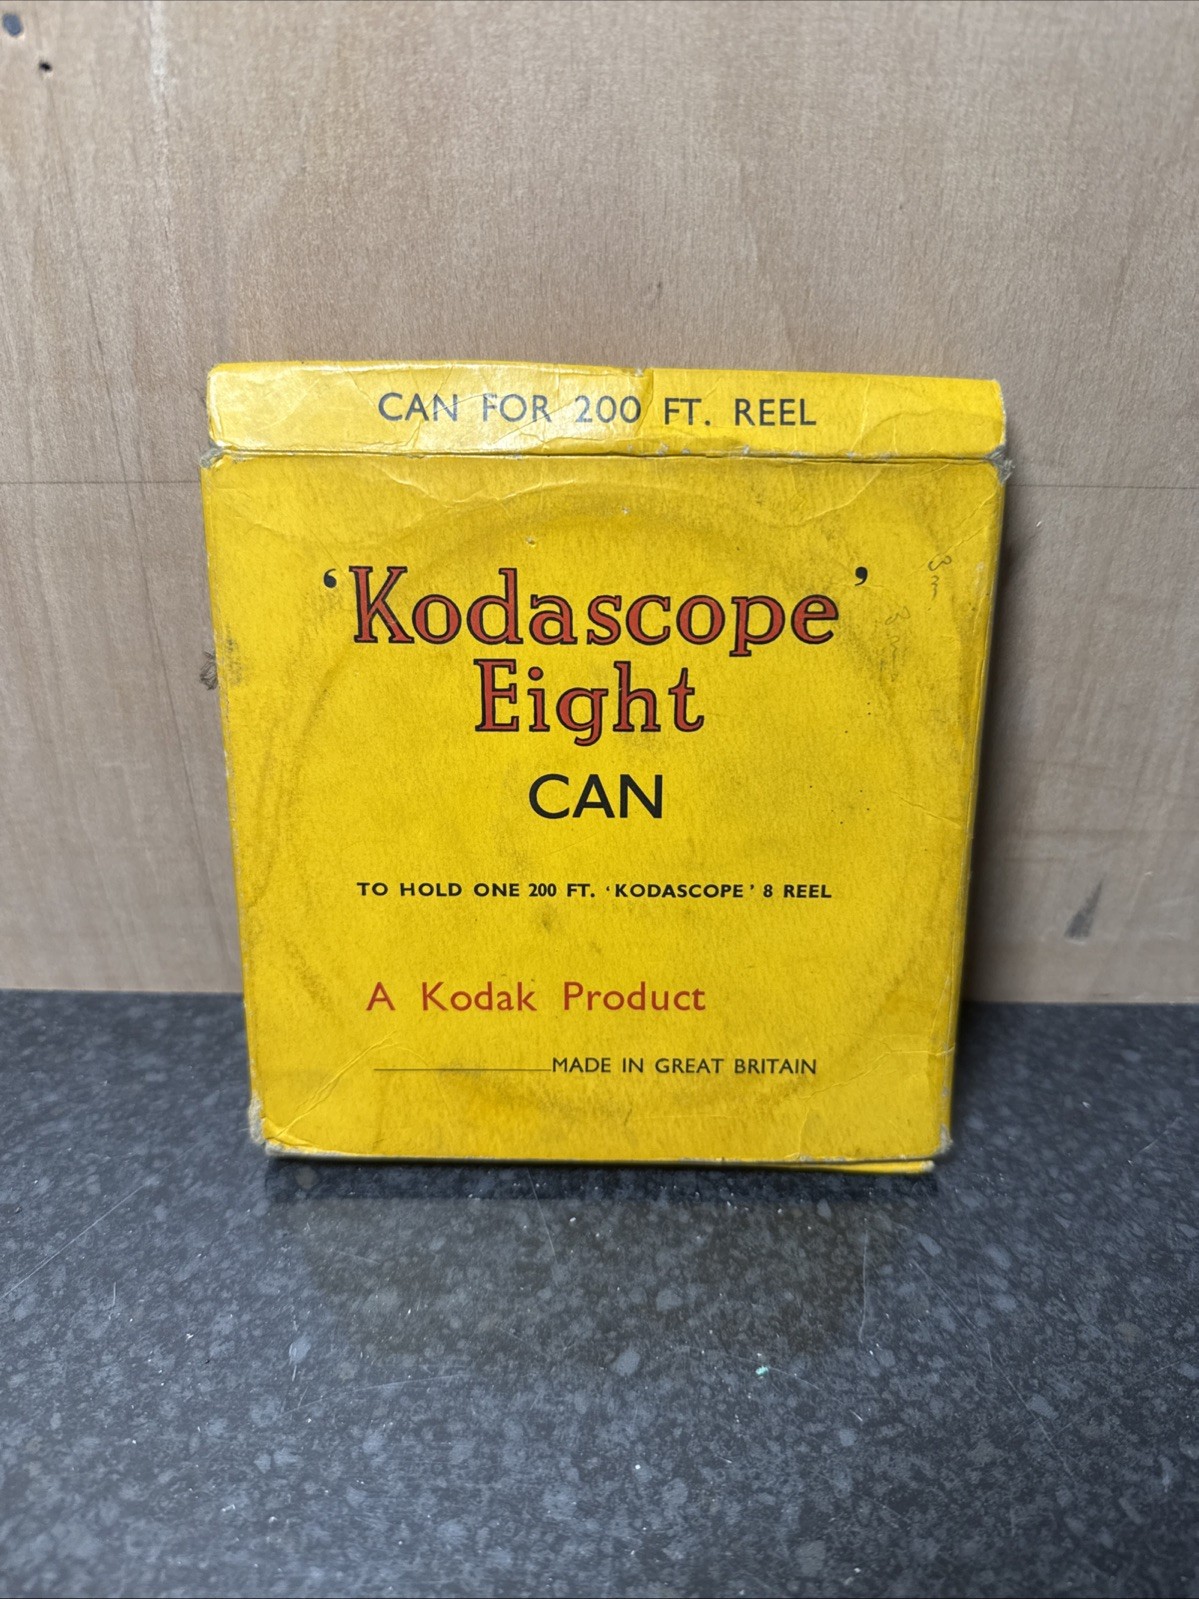 CAN FOR 200 FT. REEL
‘Kodascope’
Eight
CAN
TO HOLD ONE 200 FT. ‘KODASCOPE’ 8 REEL
A Kodak Product
MADE IN GREAT BRITAIN